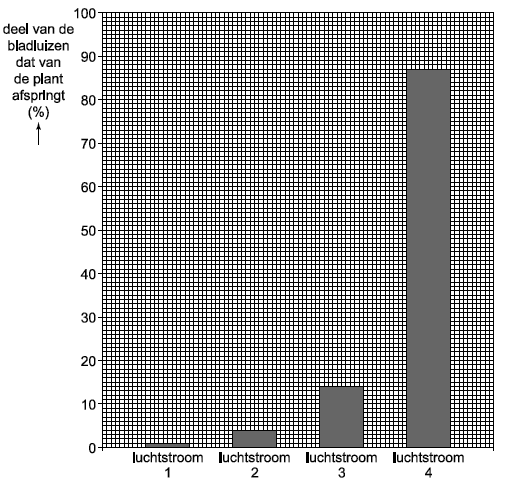 deel van de
bladluizen
dat van
de plant
afspringt
(%)
100
90
80
70
60
50
40
30
20
10
0
luchtstroom luchtstroom luchtstroom luchtstroom
1 2 3 4